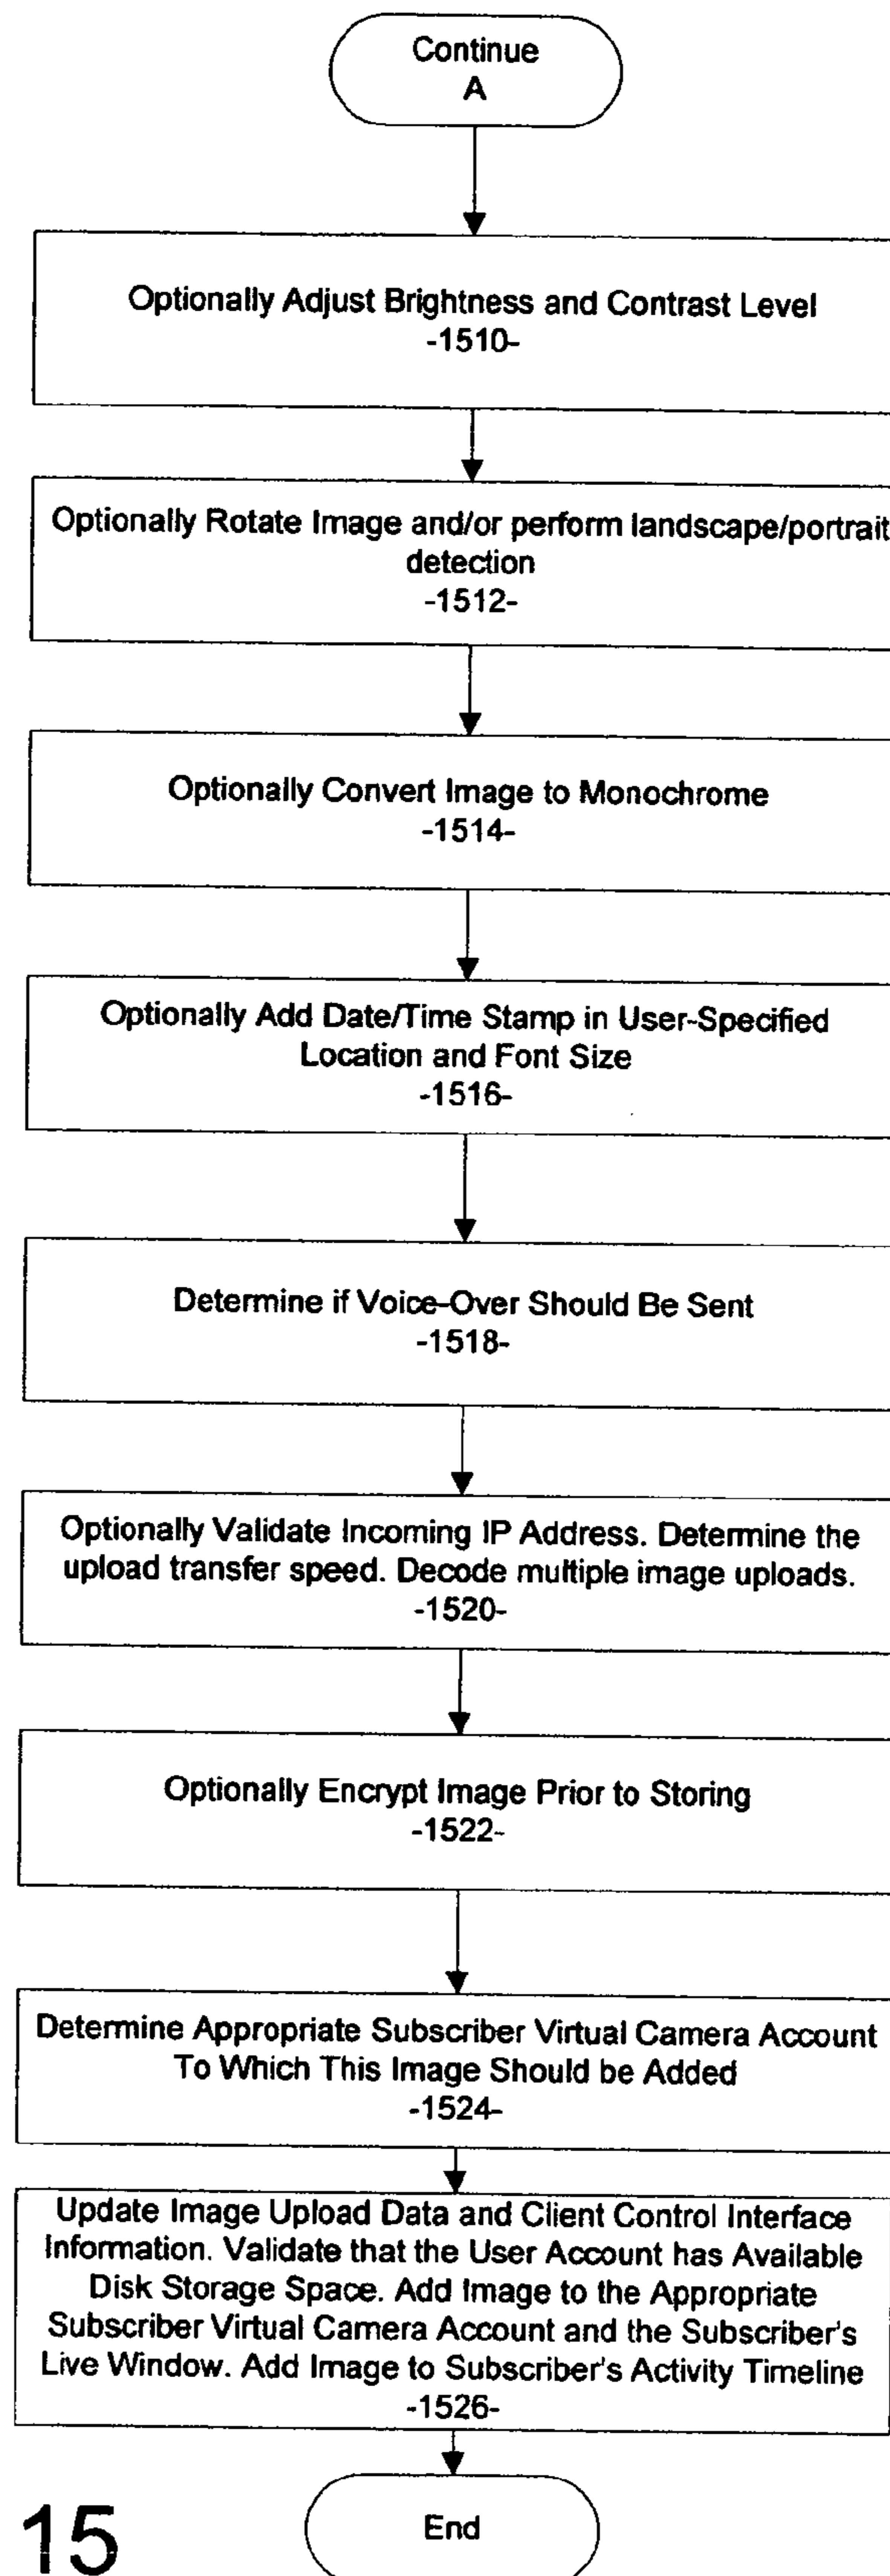 Continue
A
Optionally Adjust Brightness and Contrast Level
-1510-
Optionally Rotate Image and/or perform landscape/portrait
detection
-1512-
Optionally Convert Image to Monochrome
-1514-
Optionally Add Date/Time Stamp in User-Specified
Location and Font Size
-1516-
Determine if Voice-Over Should Be Sent
-1518-
Optionally Validate Incoming IP Address. Determine the
upload transfer speed. Decode multiple image uploads.
-1520-
Optionally Encrypt Image Prior to Storing
-1522-
Determine Appropriate Subscriber Virtual Camera Account
To Which This Image Should be Added
-1524-
Update Image Upload Data and Client Control Interface
Information. Validate that the User Account has Available
Disk Storage Space. Add Image to the Appropriate
Subscriber Virtual Camera Account and the Subscriber's
Live Window. Add Image to Subscriber's Activity Timeline
-1526-
End
15